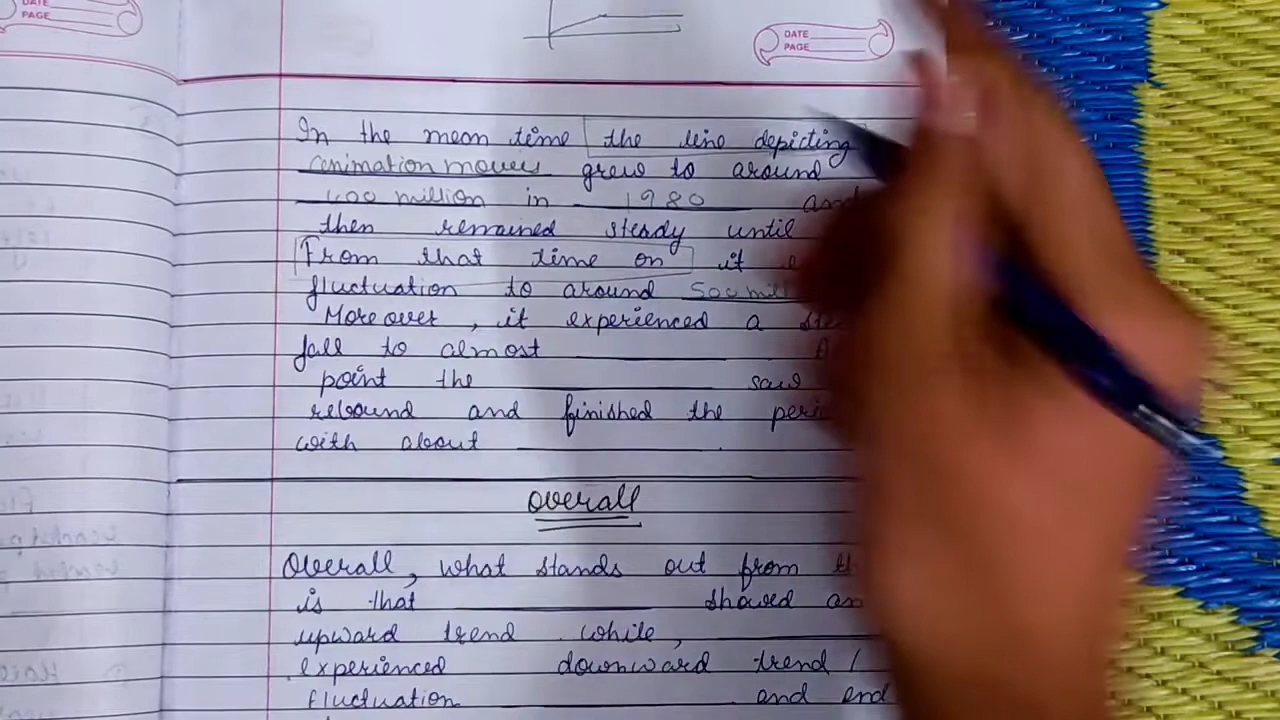 DATE
PAGE
DATE
PAGE
In the mean time the line depicting
animation moves grew to around
400 million in 1980 and
then remained steady until
From that time on it
fluctuation to around 500 mill
Moreover, it experienced a
fall to almost
point the saw
rebound and finished the peri
with about .
Overall
Overall, what stands out from th
is that showed an
upward trend while,
experienced downward trend /
fluctuation and end